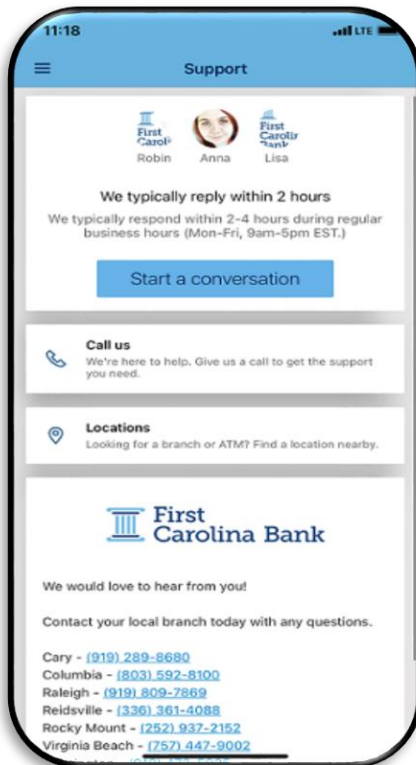 11:18
LTE
Support
First
Carol
First
Carolin
Bank
Robin Anna Lisa
We typically reply within 2 hours
We typically respond within 2-4 hours during regular
business hours (Mon-Fri, 9am-5pm EST.)
Start a conversation
Call us
We're here to help. Give us a call to get the support
you need.
Locations
Looking for a branch or ATM? Find a location nearby.
First
Carolina Bank
We would love to hear from you!
Contact your local branch today with any questions.
Cary - (919) 289-8680
Columbia - (803) 592-8100
Raleigh - (919) 809-7869
Reidsville - (336) 361-4088
Rocky Mount - (252) 937-2152
Virginia Beach - (757) 447-9002